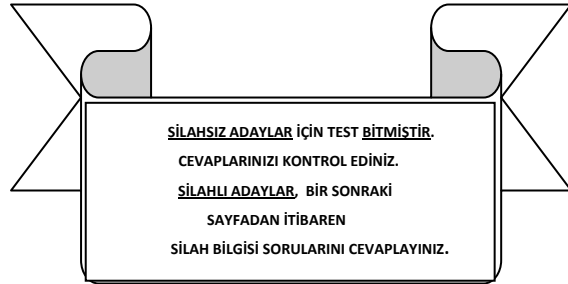 SİLAHSIZ ADAYLAR İÇİN TEST BİTMİŞTİR.
CEVAPLARINIZI KONTROL EDİNİZ.
SİLAHLI ADAYLAR, BİR SONRAKİ
SAYFADAN İTİBAREN
SİLAH BİLGİSİ SORULARINI CEVAPLAYINIZ.